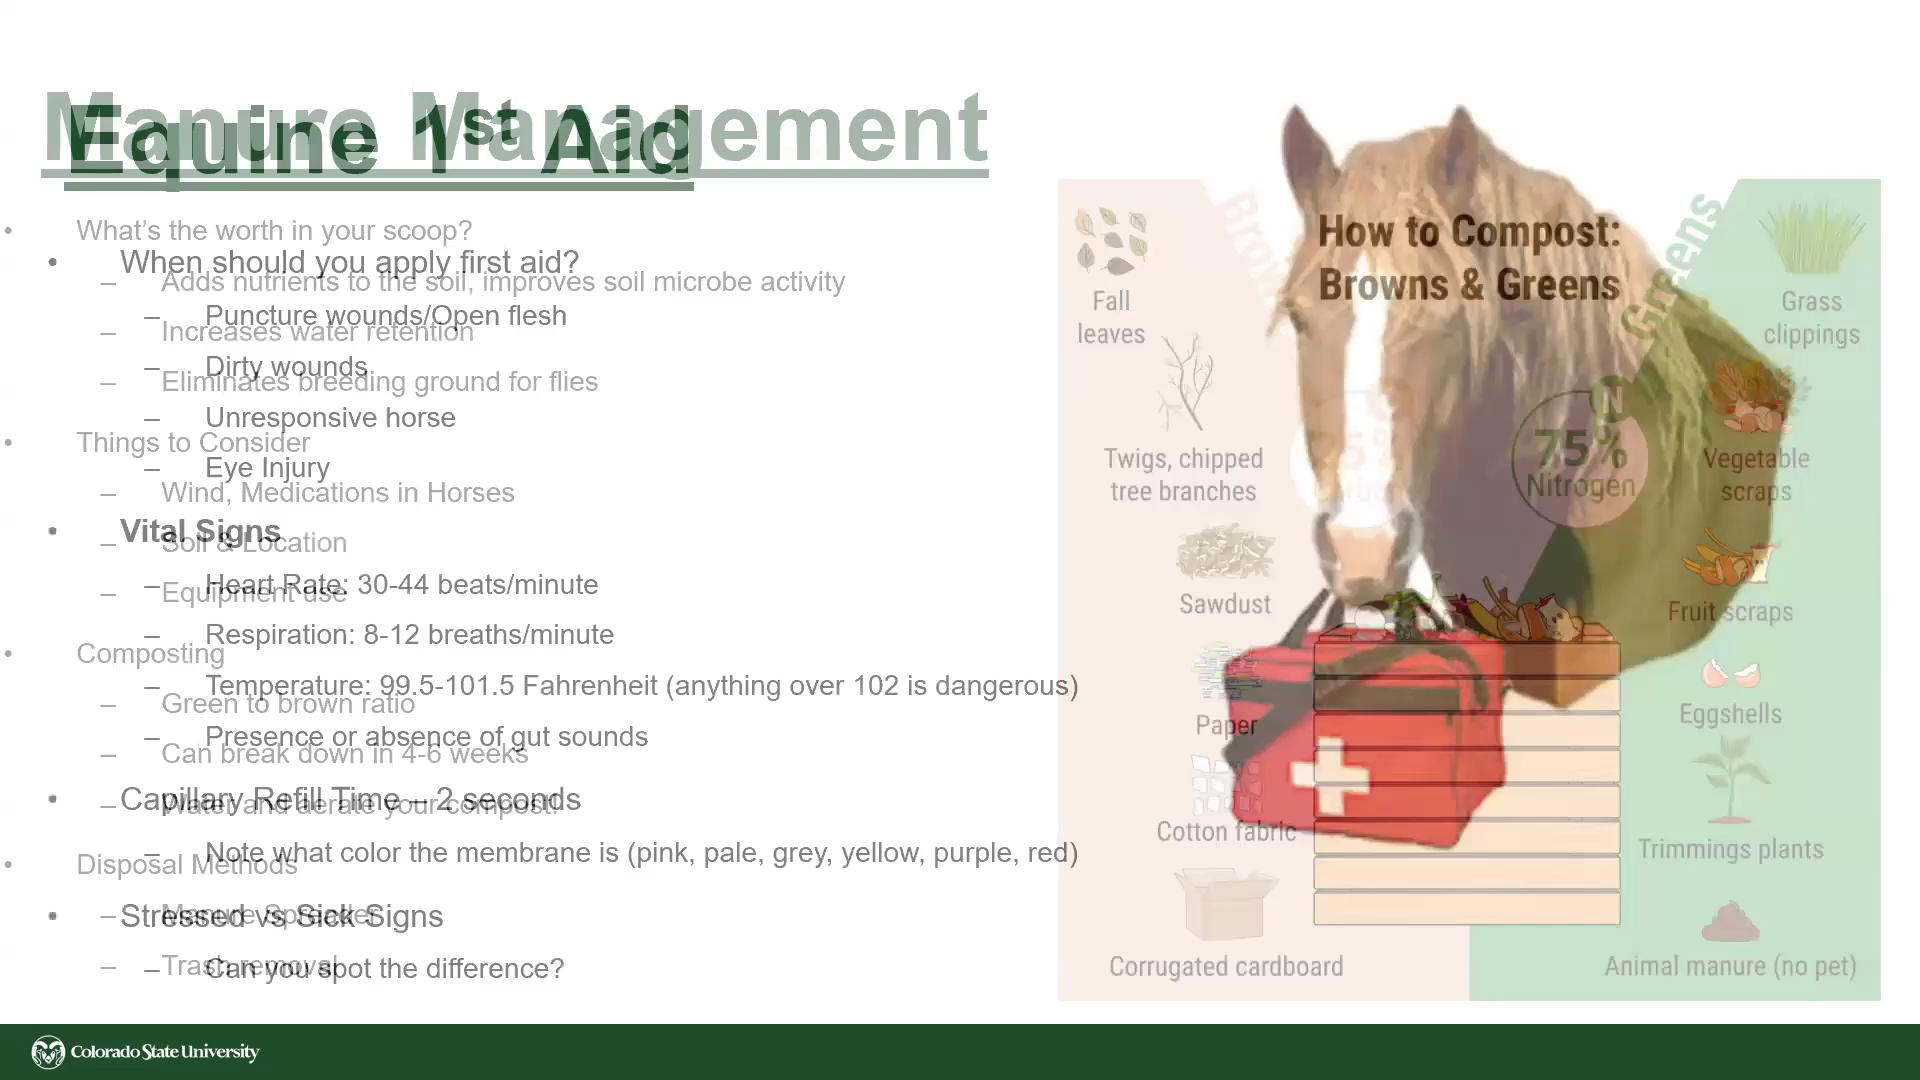 Manure Management
What's the worth in your scoop?
– Adds nutrients to the soil, improves soil microbe activity
– Increases water retention
– Eliminates breeding ground for flies
Things to Consider
– Wind, Medications in Horses
– Soil & Location
– Equipment use
Composting
– Green to brown ratio
– Can break down in 4-6 weeks
– Water and aerate your compost!
Disposal Methods
– Manure Spreader
– Trash removal
Equine 1st Aid
When should you apply first aid?
– Puncture wounds/Open flesh
– Dirty wounds
– Unresponsive horse
– Eye Injury
Vital Signs
– Heart Rate: 30-44 beats/minute
– Respiration: 8-12 breaths/minute
– Temperature: 99.5-101.5 Fahrenheit (anything over 102 is dangerous)
– Presence or absence of gut sounds
Capillary Refill Time – 2 seconds
– Note what color the membrane is (pink, pale, grey, yellow, purple, red)
Stressed vs Sick Signs
– Can you spot the difference?
How to Compost:
Browns & Greens
Greens
Fall
leaves
Twigs, chipped
tree branches
Sawdust
Paper
Cotton fabric
Corrugated cardboard
C
N
75%
Nitrogen
Grass
clippings
Vegetable
scraps
Fruit scraps
Eggshells
Trimmings plants
Animal manure (no pet)
Colorado State University